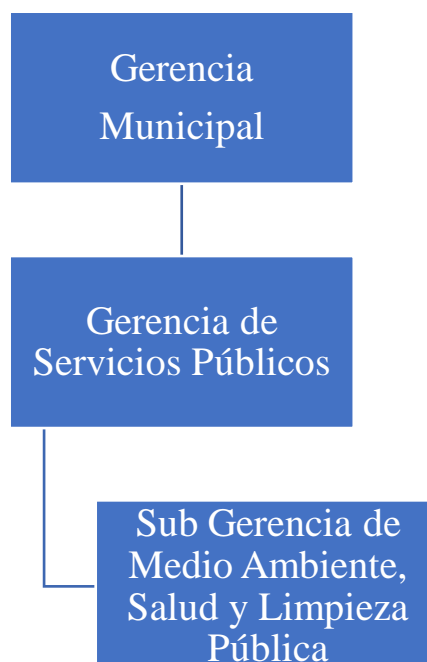 Gerencia
Municipal
Gerencia de
Servicios Públicos
Sub Gerencia de
Medio Ambiente,
Salud y Limpieza
Pública